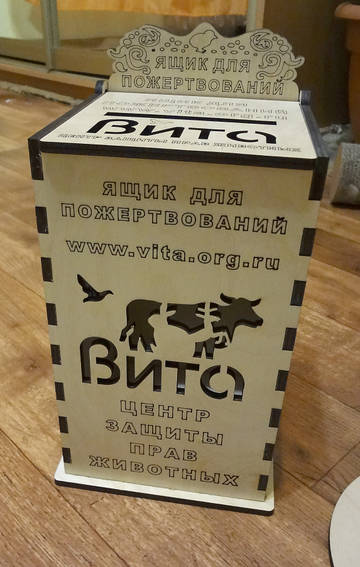 ЯЩИК ДЛЯ
ПОЖЕРТВОВАНИЙ
Вита
ЯЩИК ДЛЯ
ПОЖЕРТВОВАНИЙ
www.vita.org.ru
Вита
ЦЕНТР
ЗАЩИТЫ
ПРАВ
ЖИВОТНЫХ